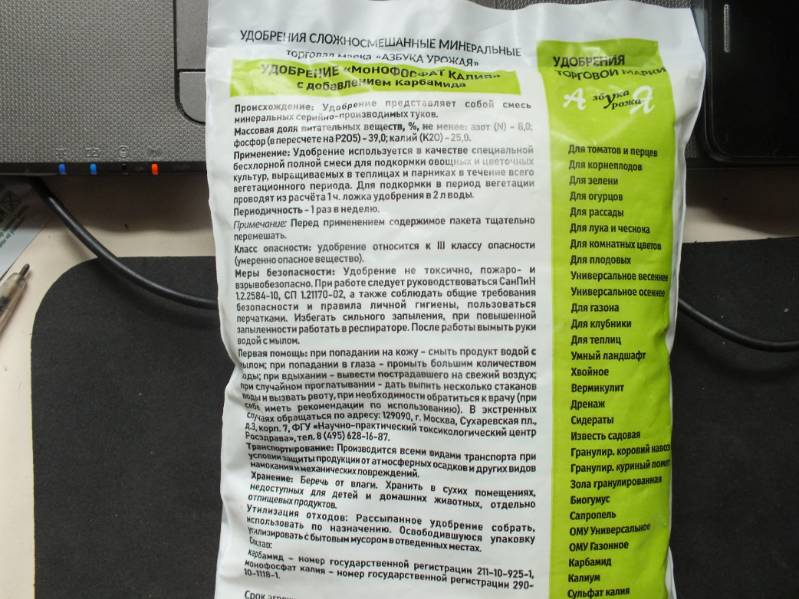 УДОБРЕНИЯ СЛОЖНОСМЕШАННЫЕ МИНЕРАЛЬНЫЕ
торговая марка «АЗБУКА УРОЖАЯ»
УДОБРЕНИЕ «МОНОФОСФАТ КАЛИЯ»
с добавлением Карбамида
Происхождение: Удобрение представляет собой смесь
минеральных серийно-производимых туков.
Массовая доля питательных веществ, %, не менее: азот (N) - 8,0;
фосфор (в пересчете на P2O5) - 39,0; калий (K2O) - 25,0.
Применение: Удобрение используется в качестве специальной
бесхлорной полной смеси для подкормки овощных и цветочных
культур, выращиваемых в теплицах и парниках в течение всего
вегетационного периода. Для подкормки в период вегетации
проводят из расчёта 1 ч. ложка удобрения в 2 л воды.
Периодичность - 1 раз в неделю.
Примечание: Перед применением содержимое пакета тщательно
перемешать.
Класс опасности: удобрение относится к III классу опасности
(умеренно опасное вещество).
Меры безопасности: Удобрение не токсично, пожаро- и
взрывобезопасно. При работе следует руководствоваться СанПиН
1.2.2584-10, СП 1.21170-02, а также соблюдать общие требования
безопасности и правила личной гигиены, пользоваться
перчатками. Избегать сильного запыления, при повышенной
запыленности работать в респираторе. После работы вымыть руки
водой с мылом.
Первая помощь: при попадании на кожу - смыть продукт водой с
мылом; при попадании в глаза - промыть большим количеством
воды; при вдыхании - вывести пострадавшего на свежий воздух;
при случайном проглатывании - дать выпить несколько стаканов
воды и вызвать рвоту, при необходимости обратиться к врачу (при
себе иметь рекомендации по использованию). В экстренных
случаях обращаться по адресу: 129090, г. Москва, Сухаревская пл.,
д.3, корп. 7, ФГУ «Научно-практический токсикологический центр
Росздрава», тел. 8 (495) 628-16-87.
Транспортирование: Производится всеми видами транспорта при
условии защиты продукции от атмосферных осадков и других видов
намокания и механических повреждений.
Хранение: Беречь от влаги. Хранить в сухих помещениях,
недоступных для детей и домашних животных, отдельно
от пищевых продуктов.
Утилизация отходов: Рассыпанное удобрение собрать,
использовать по назначению. Освободившуюся упаковку
утилизировать с бытовым мусором в отведенных местах.
Состав:
карбамид - номер государственной регистрации 211-10-925-1,
монофосфат калия - номер государственной регистрации 290-
10-1118-1.
УДОБРЕНИЯ
ТОРГОВОЙ МАРКИ
Азбука
УрожаЯ
Для томатов и перцев
Для корнеплодов
Для зелени
Для огурцов
Для рассады
Для лука и чеснока
Для комнатных цветов
Для плодовых
Универсальное весеннее
Универсальное осеннее
Для газона
Для клубники
Для теплиц
Умный ландшафт
Хвойное
Вермикулит
Дренаж
Сидераты
Известь садовая
Гранулир. коровий навоз
Гранулир. куриный помет
Зола гранулированная
Биогумус
Сапропель
ОМУ Универсальное
ОМУ Газонное
Карбамид
Калиум
Сульфат калия